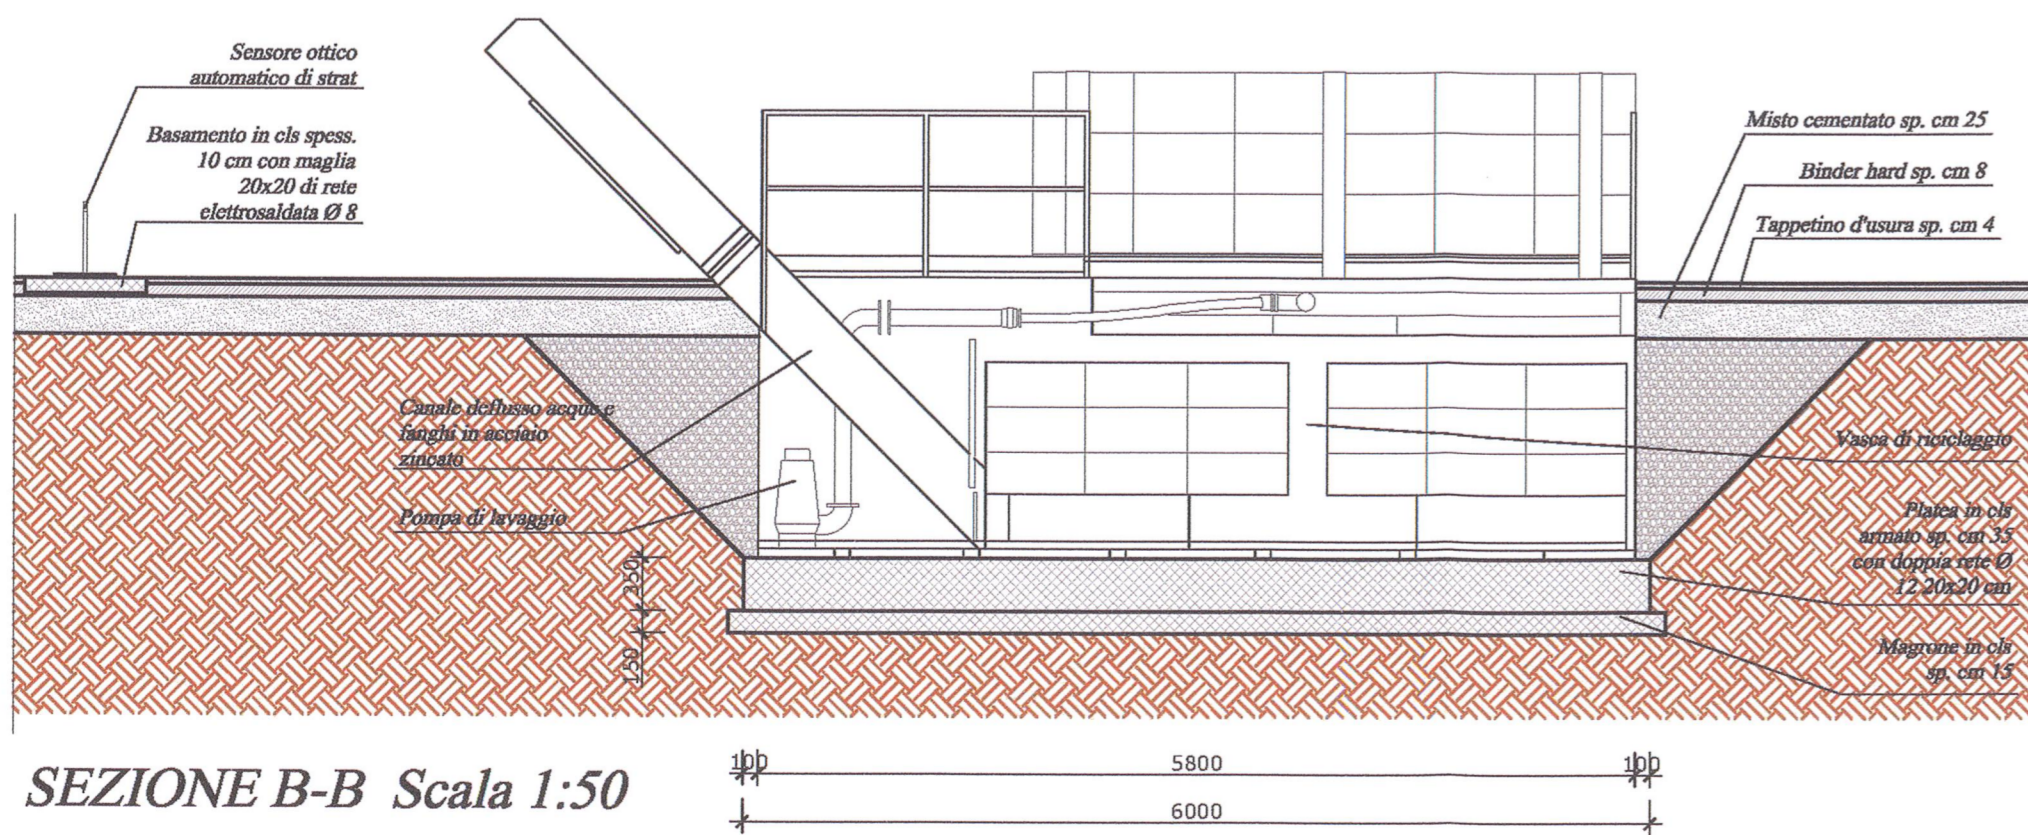 Sensore ottico
automatico di strat
Basamento in cls spess.
10 cm con maglia
20x20 di rete
elettrosaldata Ø 8
Misto cementato sp. cm 25
Binder hard sp. cm 8
Tappetino d'usura sp. cm 4
Canale deflusso acque e
fanghi in acciaio
zincato
Pompa di lavaggio
Vasca di riciclaggio
Platea in cls
armato sp. cm 35
con doppia rete Ø
12 20x20 cm
Magrone in cls
sp. cm 15
350
150
SEZIONE B-B Scala 1:50
100
5800
100
6000